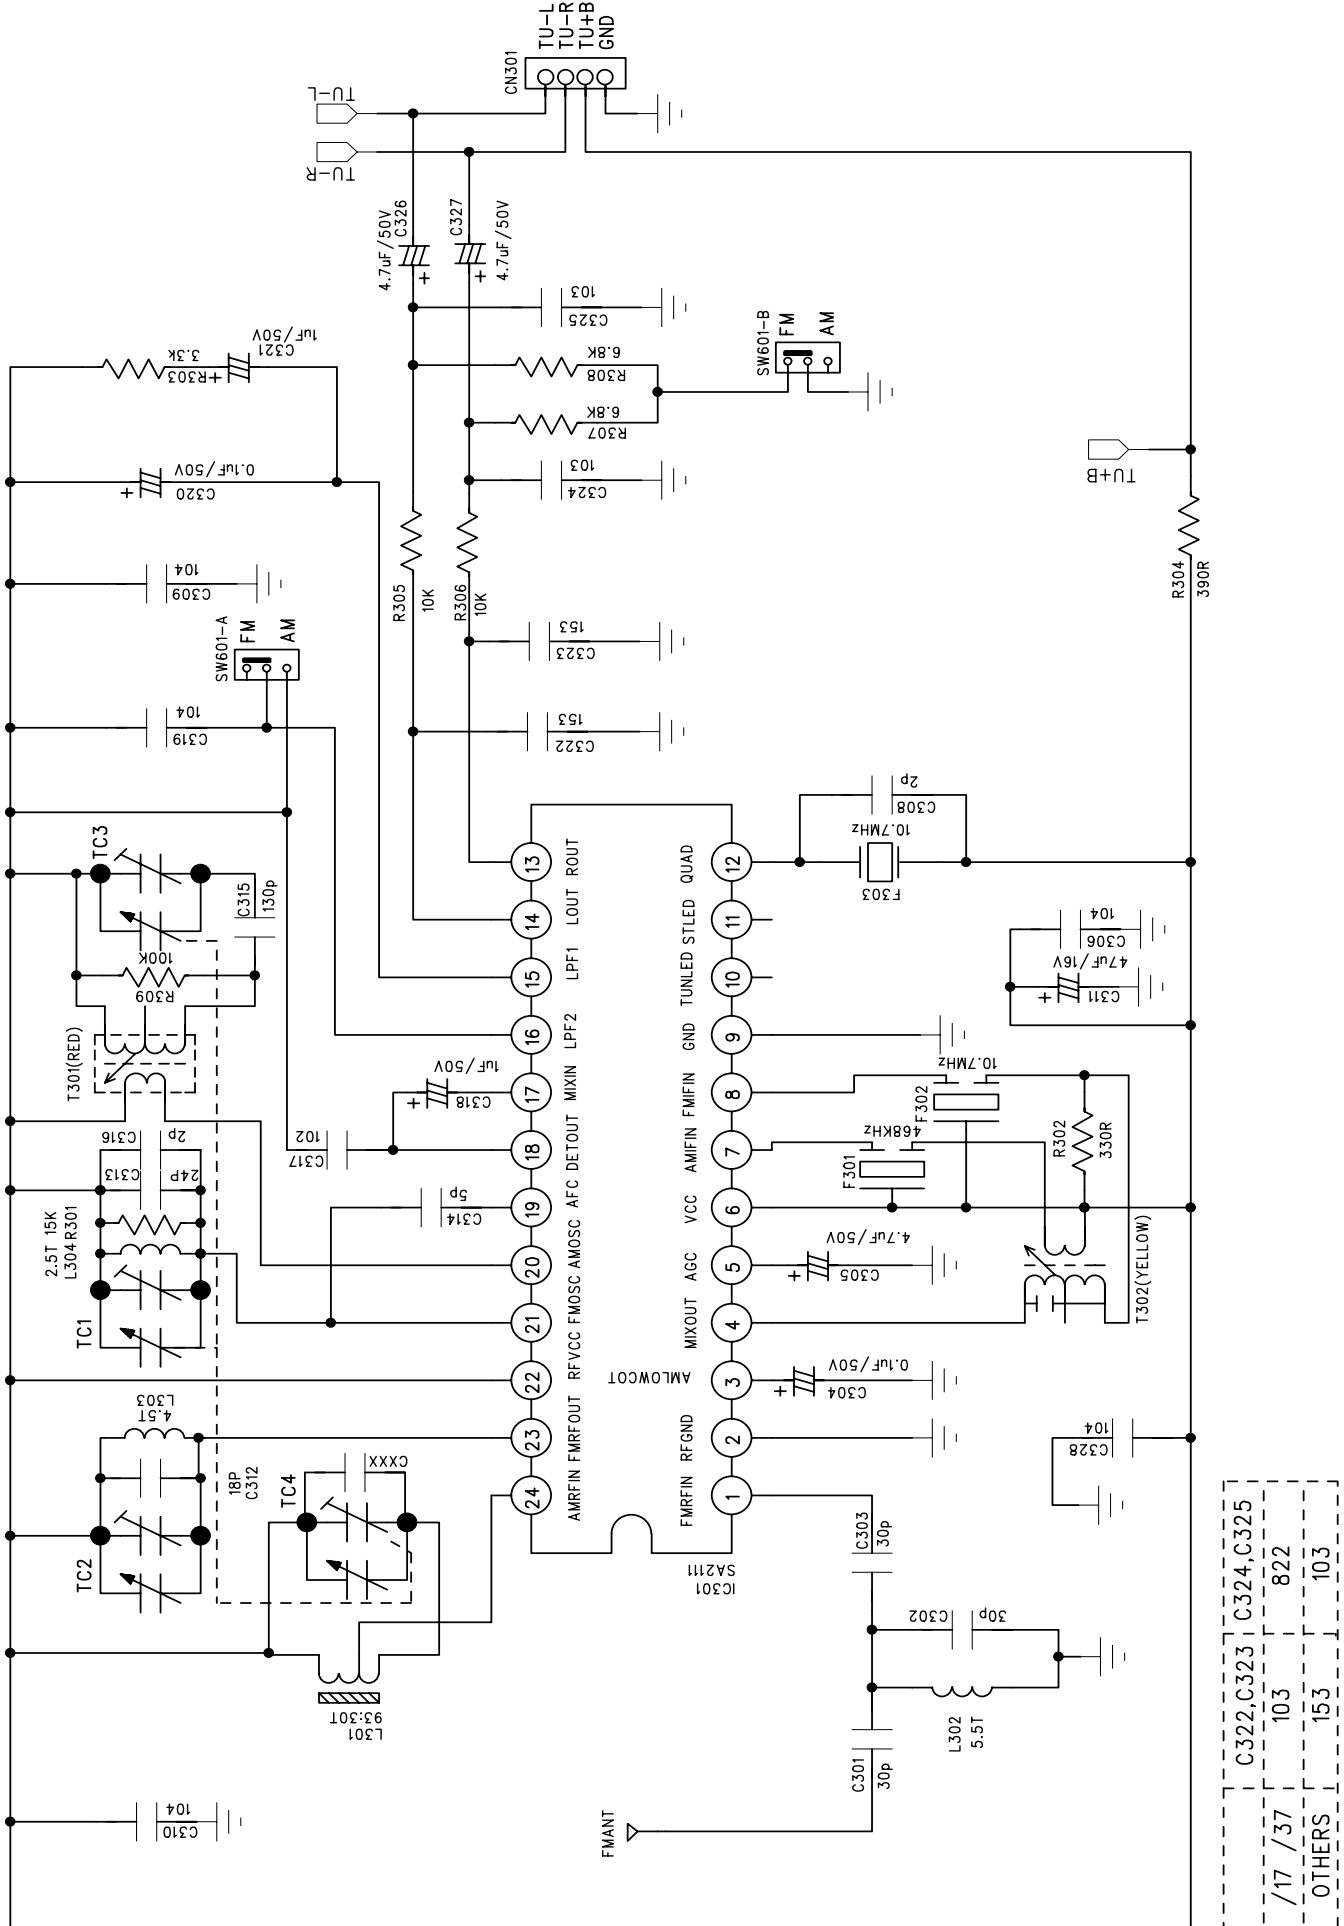 TU-L
TU-R
TU+B
GND
CN301
TU-L
TU-R
4.7uF/50V
C326
C327
4.7uF/50V
103
C325
6.8K
R308
6.8K
R307
103
C324
SW601-B
FM
AM
1uF/50V
C321
3.3k
R303
+
0.1uF/50V
C320
+
104
C309
SW601-A
FM
AM
104
C319
R305
10K
R306
10K
153
C323
153
C322
TU+B
R304
390R
TC3
C315
130p
100K
R309
T301(RED)
C316
2p
C313
24P
2.5T 15K
L304 R301
TC1
102
C317
1uF/50V
C318
+
5p
C314
L303
4.5T
18P
C312
TC2
TC4
CXXX
L301
93:30T
104
C310
13 ROUT
14 LOUT
15 LPF1
16 LPF2
17 MIXIN
18 DETOUT
19 AFC
20 AMOSC
21 FMOSC
22 RFVCC
23 FMRFOUT
24 AMRFIN
12 QUAD
11 STLED
10 TUNLED
9 GND
8 FMIFIN
7 AMIFIN
6 VCC
5 AGC
4 MIXOUT
3 AMLOWCOT
2 RFGND
1 FMRFIN
IC301
SA2111
2p
C308
10.7MHz
F303
104
C306
47uF/16V
C311
+
10.7MHz
F302
468KHz
F301
R302
330R
4.7uF/50V
C305
+
T302(YELLOW)
0.1uF/50V
C304
+
104
C328
C303
30p
C302
30p
L302
5.5T
C301
30p
FMANT
C322,C323 C324,C325
/17 /37 103 822
OTHERS 153 103